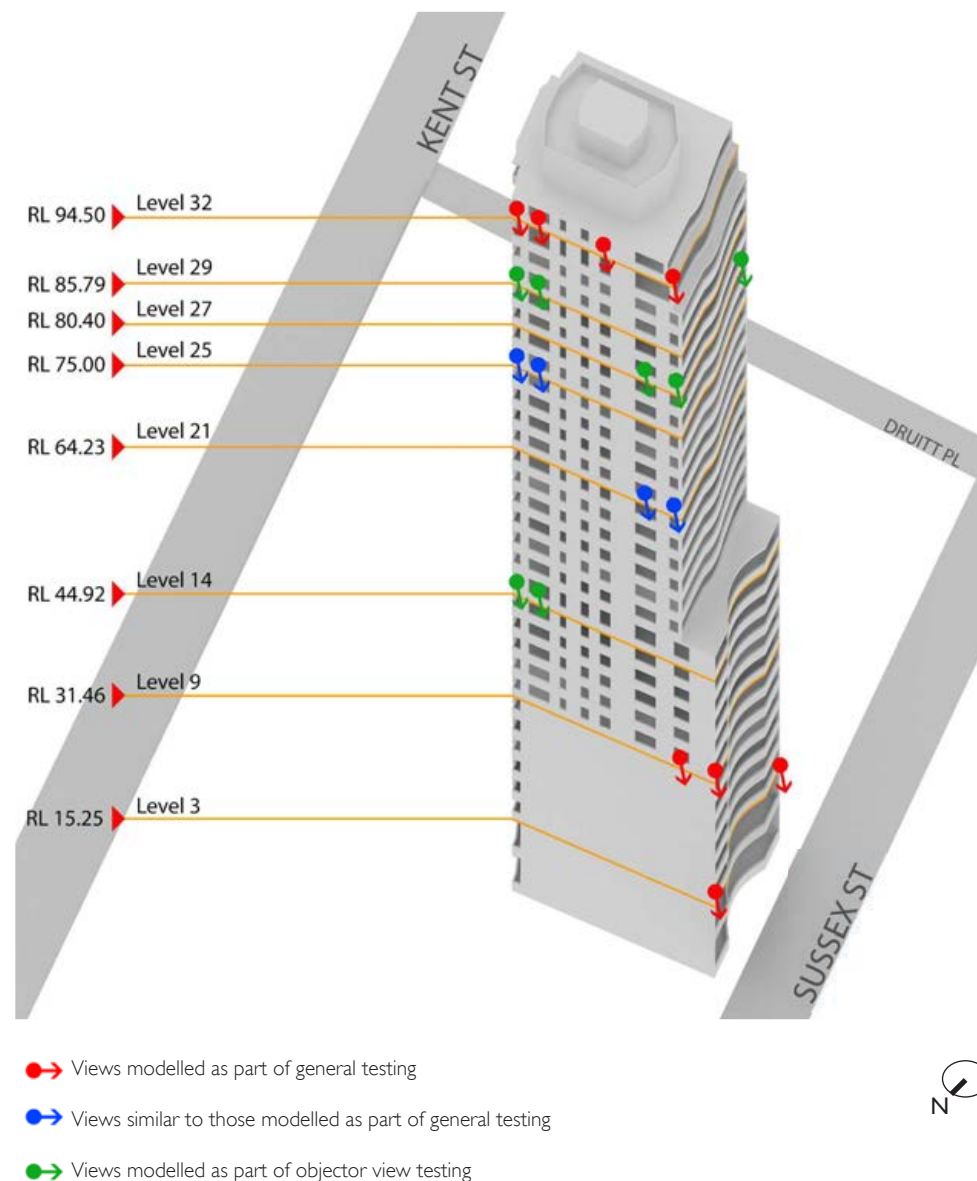 KENT ST
RL 94.50 Level 32
RL 85.79 Level 29
RL 80.40 Level 27
RL 75.00 Level 25
RL 64.23 Level 21
DRUITT PL
RL 44.92 Level 14
RL 31.46 Level 9
RL 15.25 Level 3
SUSSEX ST
Views modelled as part of general testing
Views similar to those modelled as part of general testing
Views modelled as part of objector view testing
N